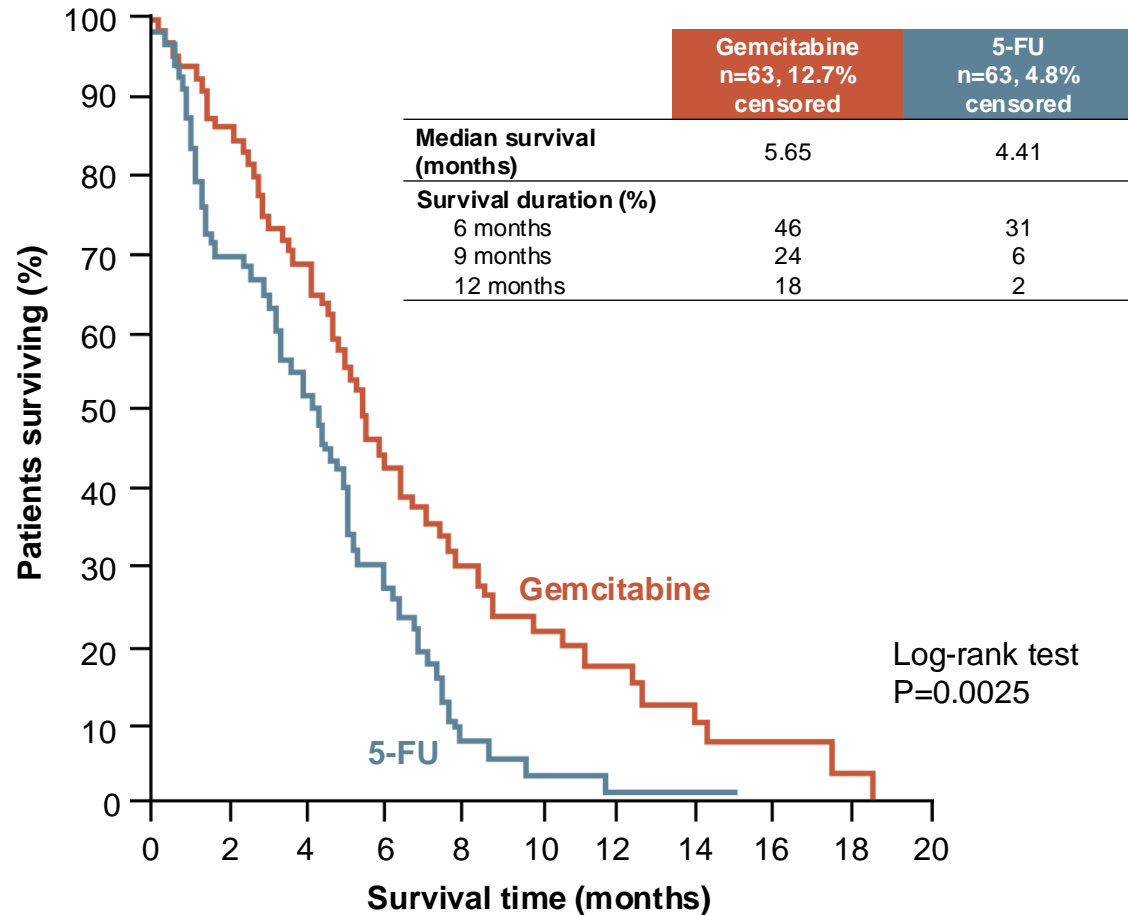 Gemcitabine
n=63, 12.7%
censored
5-FU
n=63, 4.8%
censored
Median survival
(months)
5.65
4.41
Survival duration (%)
6 months 46 31
9 months 24 6
12 months 18 2
Patients surviving (%)
100
90
80
70
60
50
40
30
20
10
0
Gemcitabine
5-FU
Log-rank test
P=0.0025
0 2 4 6 8 10 12 14 16 18 20
Survival time (months)